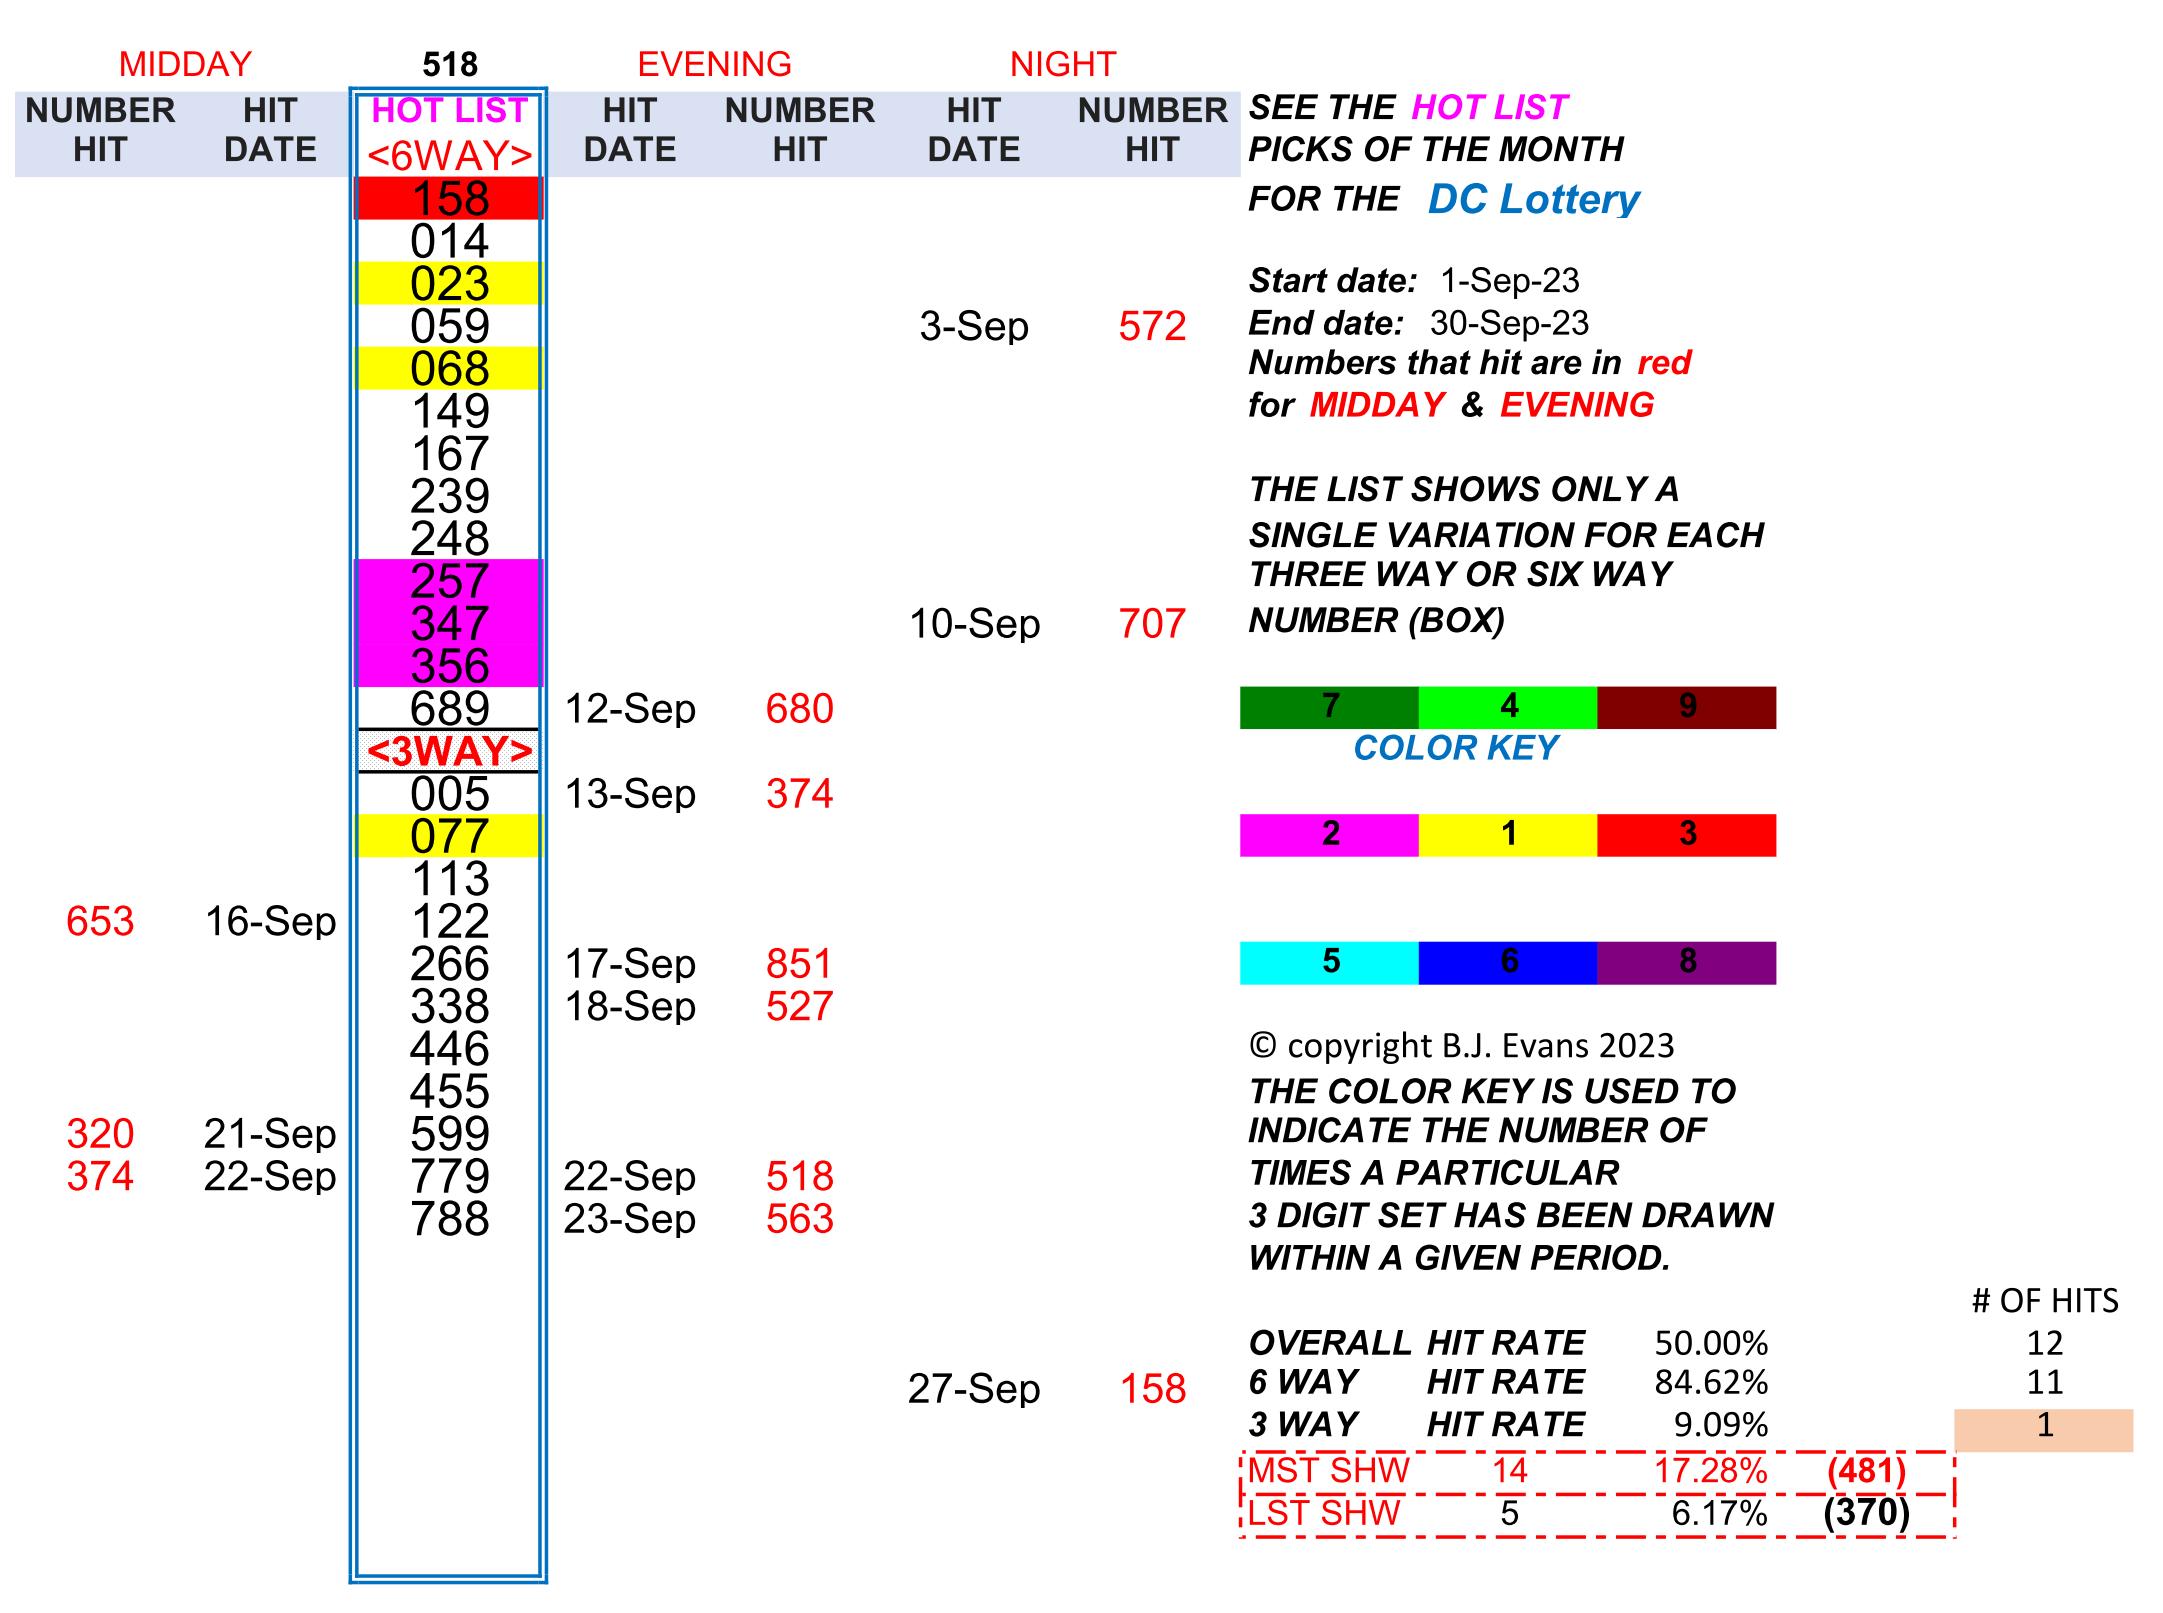 MIDDAY 518 EVENING NIGHT
NUMBER HIT HOT LIST HIT NUMBER HIT NUMBER SEE THE HOT LIST
HIT DATE <6WAY> DATE HIT DATE HIT PICKS OF THE MONTH
158 FOR THE DC Lottery
014
023 Start date: 1-Sep-23
059 3-Sep 572 End date: 30-Sep-23
068 Numbers that hit are in red
149 for MIDDAY & EVENING
167
239 THE LIST SHOWS ONLY A
248 SINGLE VARIATION FOR EACH
257 THREE WAY OR SIX WAY
347 10-Sep 707 NUMBER (BOX)
356
689 12-Sep 680 7 4 9
<3WAY> COLOR KEY
005 13-Sep 374
077 2 1 3
113
653 16-Sep 122
266 17-Sep 851 5 6 8
338 18-Sep 527
446 © copyright B.J. Evans 2023
455 THE COLOR KEY IS USED TO
320 21-Sep 599 INDICATE THE NUMBER OF
374 22-Sep 779 22-Sep 518 TIMES A PARTICULAR
788 23-Sep 563 3 DIGIT SET HAS BEEN DRAWN
WITHIN A GIVEN PERIOD.
# OF HITS
OVERALL HIT RATE 50.00% 12
27-Sep 158 6 WAY HIT RATE 84.62% 11
3 WAY HIT RATE 9.09% 1
MST SHW 14 17.28% (481)
LST SHW 5 6.17% (370)